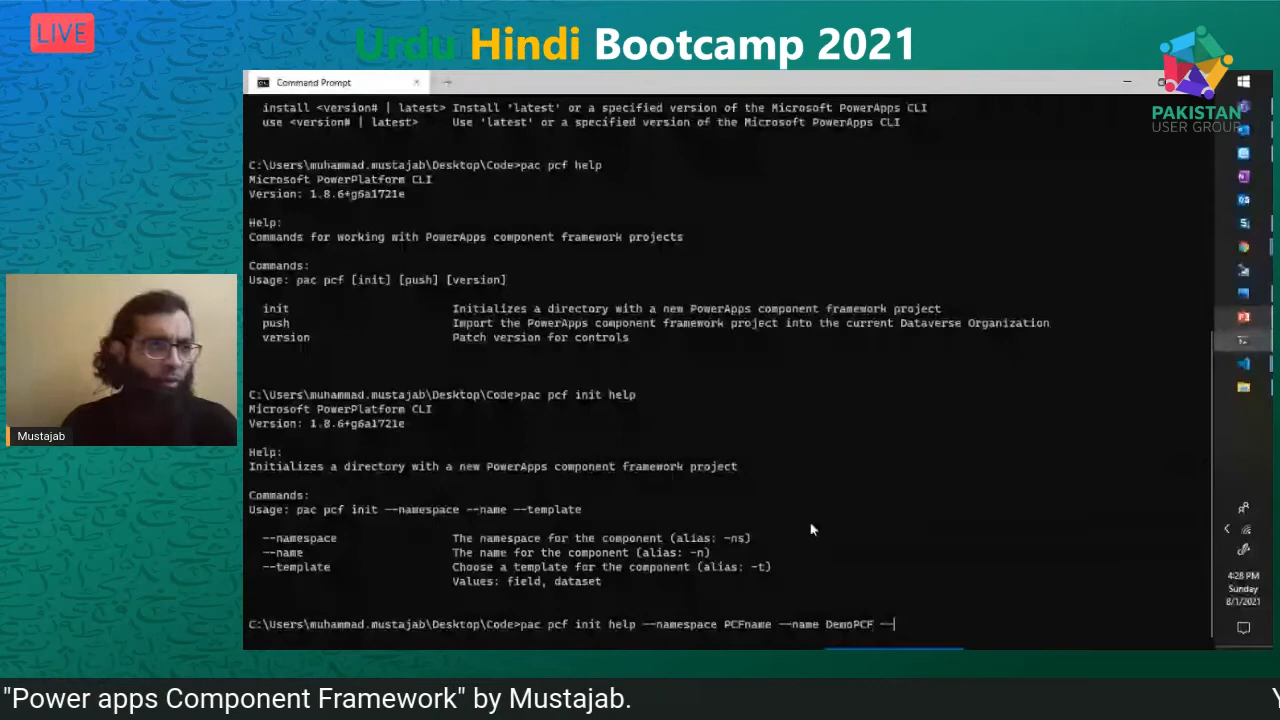 LIVE
Urdu Hindi Bootcamp 2021
PAKISTAN
USER GROUP
Command Prompt
install <version# | latest> Install 'latest' or a specified version of the Microsoft PowerApps CLI
use <version# | latest> Use 'latest' or a specified version of the Microsoft PowerApps CLI
C:\Users\muhammad.mustajab\Desktop\Code>pac pcf help
Microsoft PowerPlatform CLI
Version: 1.8.6+g6a1721e
Help:
Commands for working with PowerApps component framework projects
Commands:
Usage: pac pcf [init] [push] [version]
init Initializes a directory with a new PowerApps component framework project
push Import the PowerApps component framework project into the current Dataverse Organization
version Patch version for controls
C:\Users\muhammad.mustajab\Desktop\Code>pac pcf init help
Microsoft PowerPlatform CLI
Version: 1.8.6+g6a1721e
Help:
Initializes a directory with a new PowerApps component framework project
Commands:
Usage: pac pcf init --namespace --name --template
--namespace The namespace for the component (alias: -ns)
--name The name for the component (alias: -n)
--template Choose a template for the component (alias: -t)
Values: field, dataset
C:\Users\muhammad.mustajab\Desktop\Code>pac pcf init help --namespace PCFname --name DemoPCF --
Mustajab
4:28 PM
Sunday
8/1/2021
"Power apps Component Framework" by Mustajab.